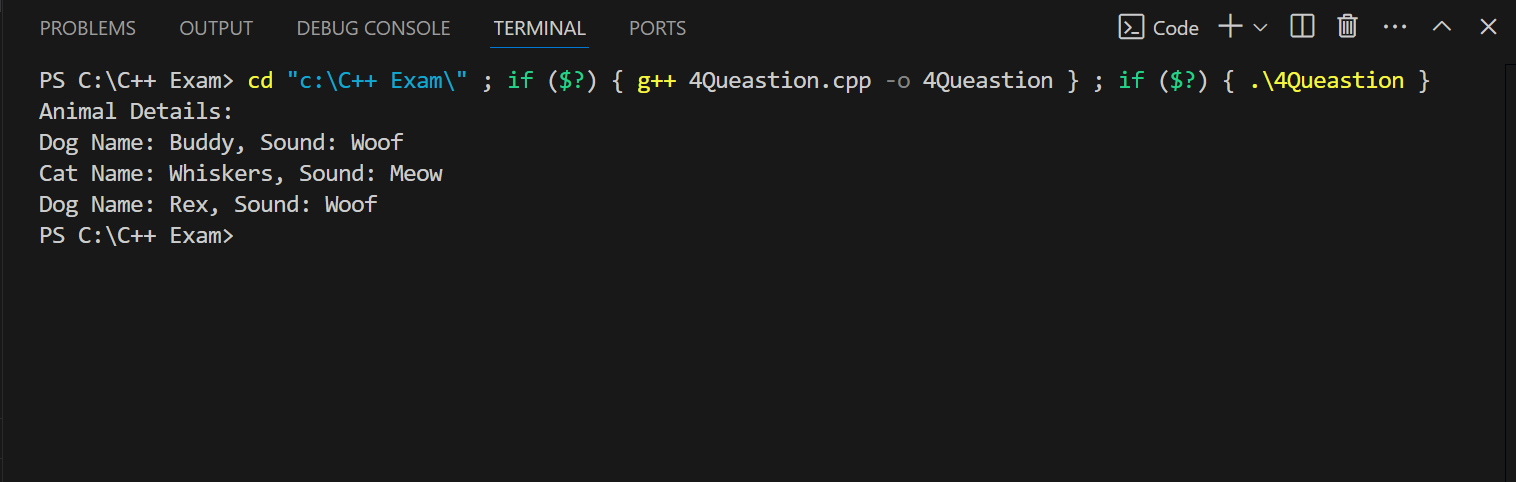 PROBLEMS OUTPUT DEBUG CONSOLE TERMINAL PORTS Code
PS C:\C++ Exam> cd "c:\C++ Exam\" ; if ($?) { g++ 4Queastion.cpp -o 4Queastion } ; if ($?) { .\4Queastion }
Animal Details:
Dog Name: Buddy, Sound: Woof
Cat Name: Whiskers, Sound: Meow
Dog Name: Rex, Sound: Woof
PS C:\C++ Exam>